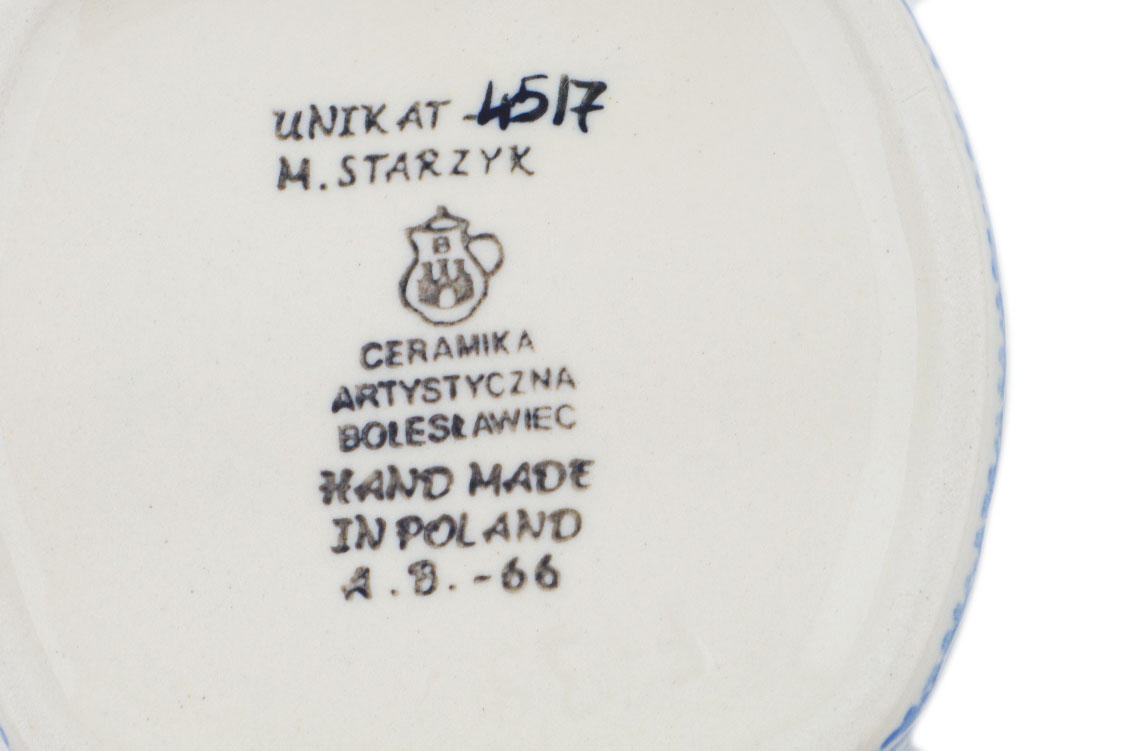 UNIKAT -4517
M. STARZYK
B
CERAMIKA
ARTYSTYCZNA
BOLESŁAWIEC
HAND MADE
IN POLAND
A.B.-66